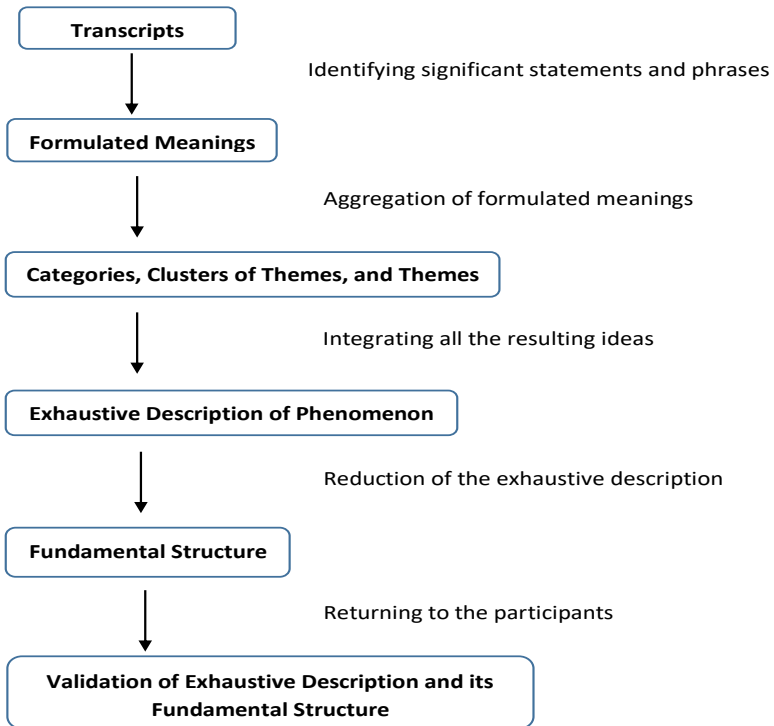 Transcripts
Identifying significant statements and phrases
Formulated Meanings
Aggregation of formulated meanings
Categories, Clusters of Themes, and Themes
Integrating all the resulting ideas
Exhaustive Description of Phenomenon
Reduction of the exhaustive description
Fundamental Structure
Returning to the participants
Validation of Exhaustive Description and its
Fundamental Structure